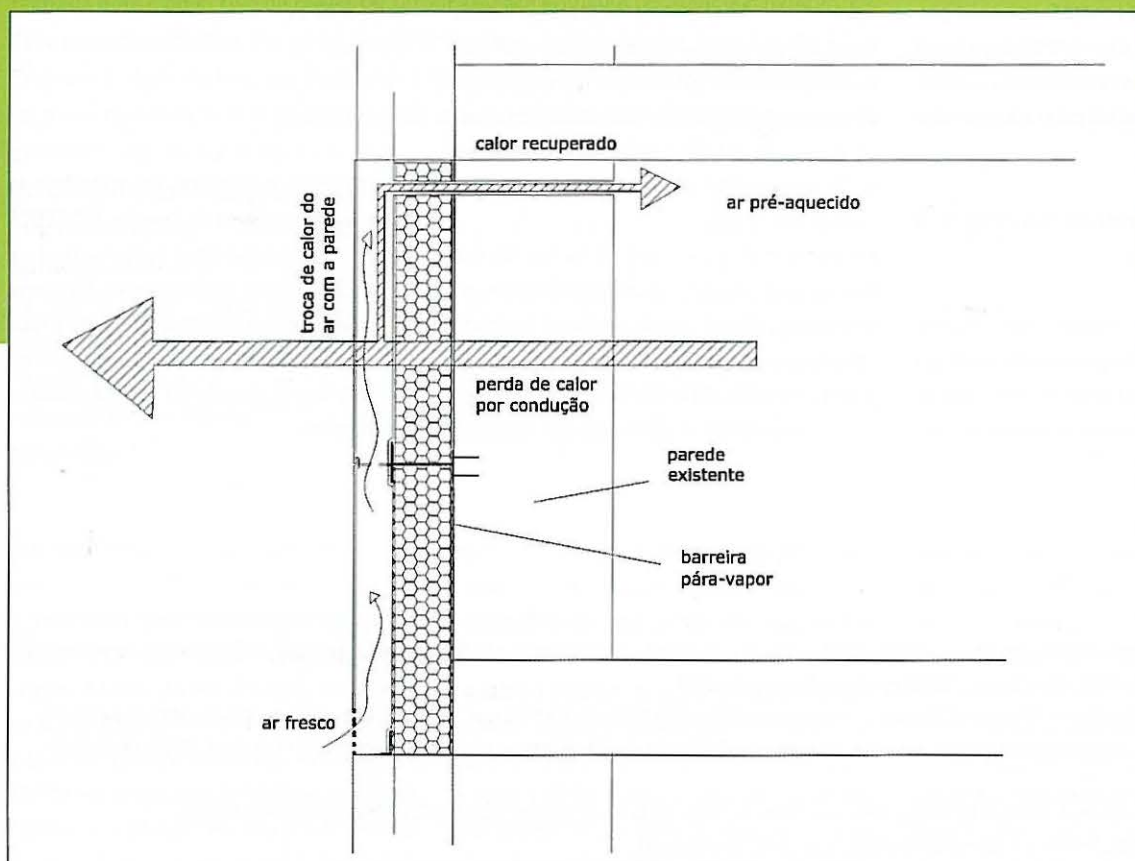 calor recuperado
ar pré-aquecido
troca de calor do
ar com a parede
perda de calor
por condução
parede
existente
barreira
pára-vapor
ar fresco